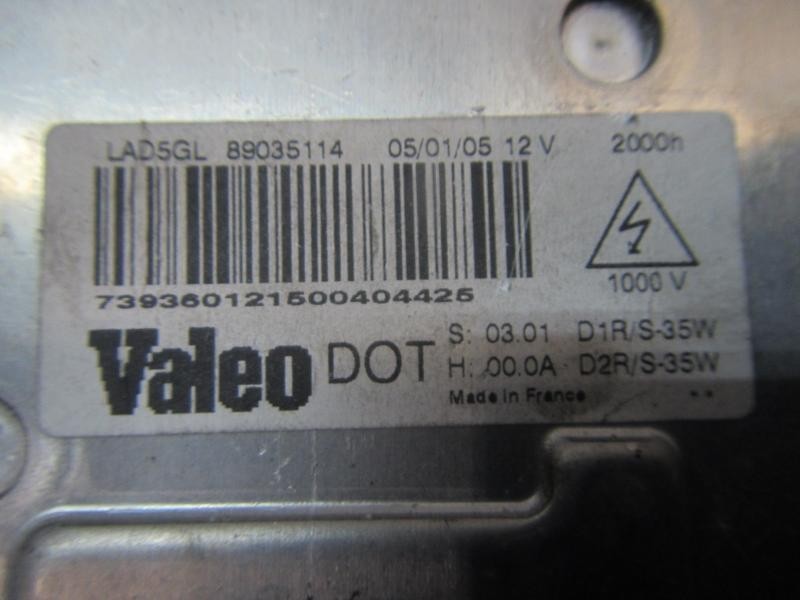 LAD5GL 89035114 05/01/05 12 V 2000h
1000 V
739360121500404425
Valeo DOT
S: 03.01 D1R/S-35W
H: 00.0A D2R/S-35W
Made in France